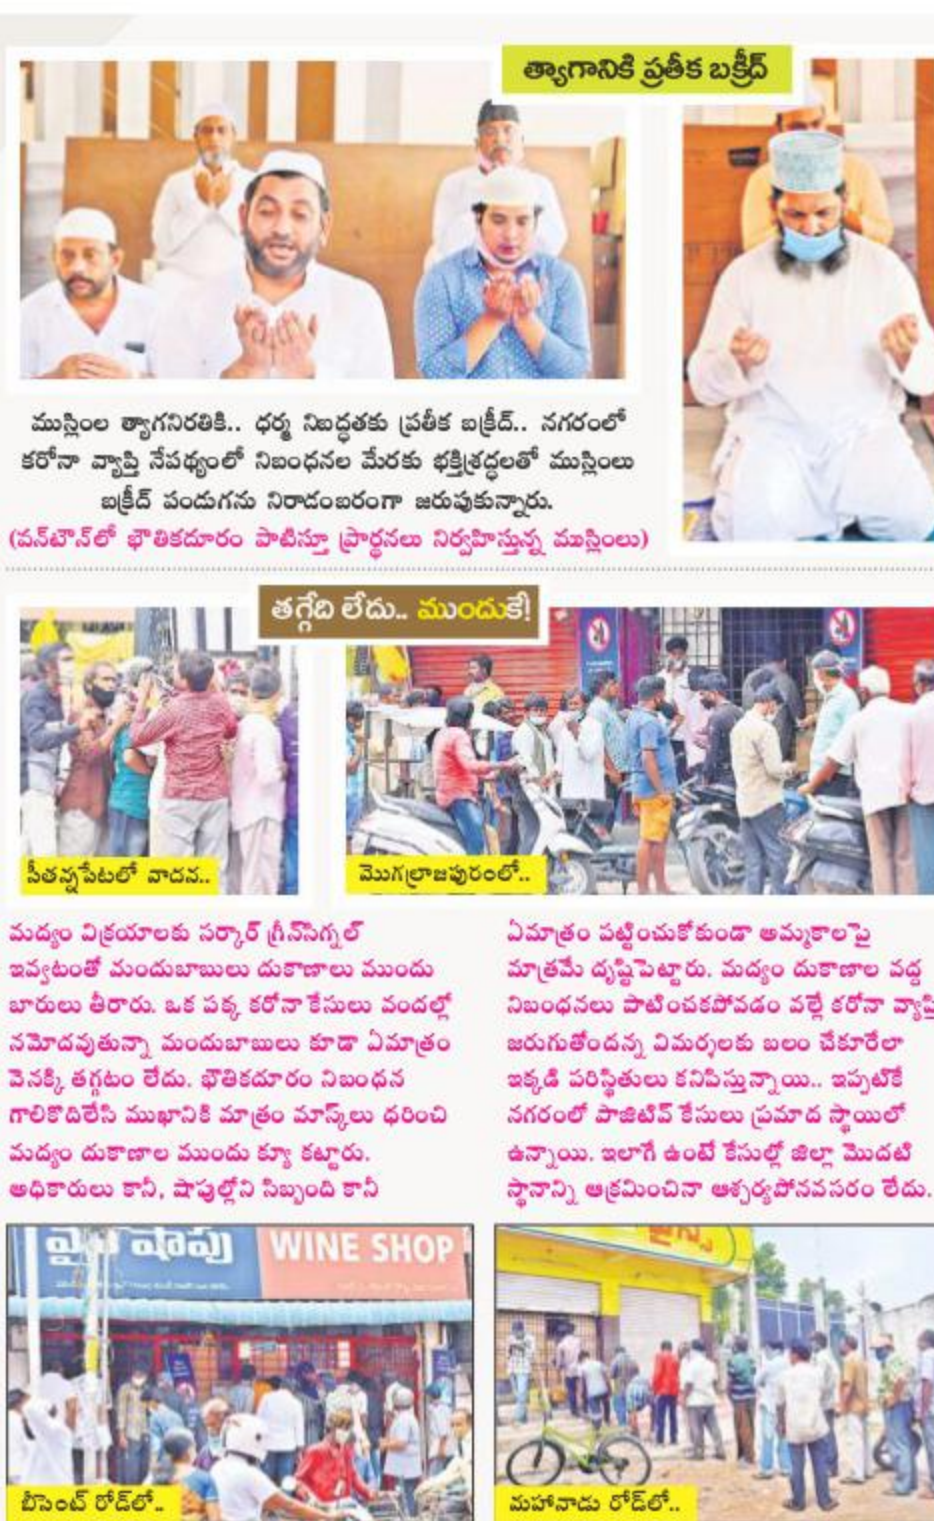 త్యాగానికి ప్రతీక బక్రీద్
ముస్లింల త్యాగనిరతికి.. ధర్మ నిబద్ధతకు ప్రతీక బక్రీద్.. నగరంలో
కరోనా వ్యాప్తి నేపథ్యంలో నిబంధనల మేరకు భక్తిశ్రద్ధలతో ముస్లింలు
బక్రీద్ పండుగను నిరాడంబరంగా జరుపుకున్నారు.
(వన్‌టౌన్‌లో భౌతికదూరం పాటిస్తూ ప్రార్థనలు నిర్వహిస్తున్న ముస్లింలు)
తగ్గేది లేదు.. ముందుకే!
సీతన్నపేటలో వాదన..
మొగల్రాజపురంలో..
మద్యం విక్రయాలకు సర్కార్ గ్రీన్‌సిగ్నల్
ఇవ్వటంతో మందుబాబులు దుకాణాలు ముందు
బారులు తీరారు. ఒక పక్క కరోనా కేసులు వందల్లో
నమోదవుతున్నా మందుబాబులు కూడా ఏమాత్రం
వెనక్కి తగ్గటం లేదు. భౌతికదూరం నిబంధన
గాలికొదిలేసి ముఖానికి మాత్రం మాస్క్‌లు ధరించి
మద్యం దుకాణాల ముందు క్యూ కట్టారు.
అధికారులు కానీ, షాపుల్లోని సిబ్బంది కానీ
ఏమాత్రం పట్టించుకోకుండా అమ్మకాలపై
మాత్రమే దృష్టిపెట్టారు. మద్యం దుకాణాల వద్ద
నిబంధనలు పాటించకపోవడం వల్లే కరోనా వ్యాప్తి
జరుగుతోందన్న విమర్శలకు బలం చేకూరేలా
ఇక్కడి పరిస్థితులు కనిపిస్తున్నాయి.. ఇప్పటికే
నగరంలో పాజిటివ్ కేసులు ప్రమాద స్థాయిలో
ఉన్నాయి. ఇలాగే ఉంటే కేసుల్లో జిల్లా మొదటి
స్థానాన్ని ఆక్రమించినా ఆశ్చర్యపోనవసరం లేదు.
వైన్ షాపు WINE SHOP
వైన్స్
బీసెంట్ రోడ్‌లో..
మహానాడు రోడ్‌లో..